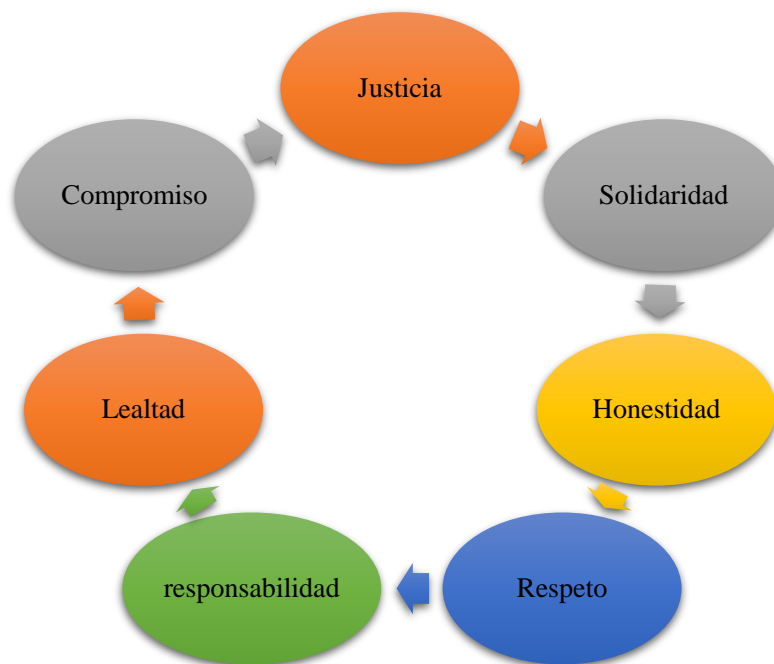 Justicia
Solidaridad
Honestidad
Respeto
responsabilidad
Lealtad
Compromiso